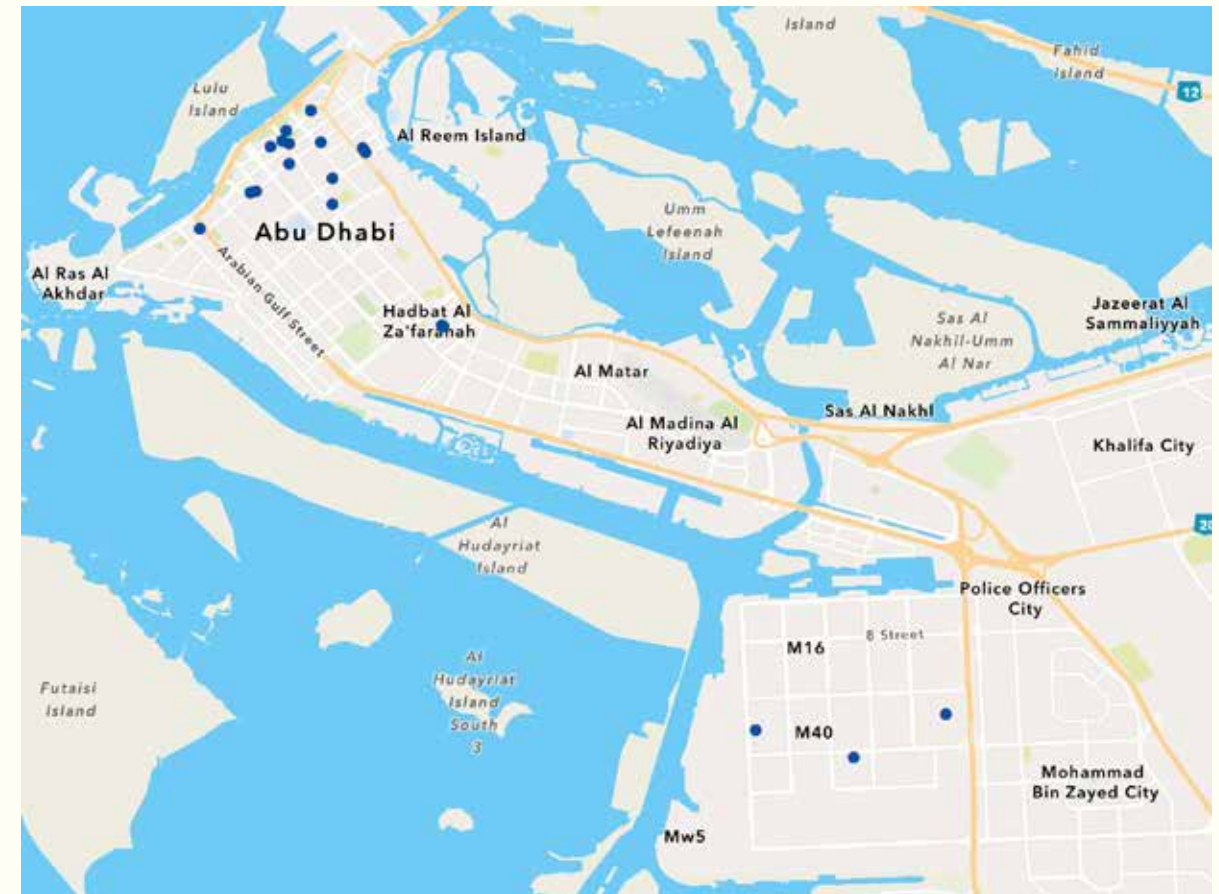 Island
Fahid
Island
12
Lulu
Island
Al Reem Island
Umm
Lefeenah
Island
Abu Dhabi
Al Ras Al
Akhdar
Arabian Gulf Street
Hadbat Al
Za'faranah
Jazeerat Al
Sammaliyyah
Sas Al
Nakhil-Umm
Al Nar
Al Matar
Sas Al Nakhl
Al Madina Al
Riyadiya
Khalifa City
Al
Hudayriat
Island
20
Police Officers
City
8 Street
M16
Al
Hudayriat
Island
South
3
Futaisi
Island
M40
Mohammad
Bin Zayed City
Mw5